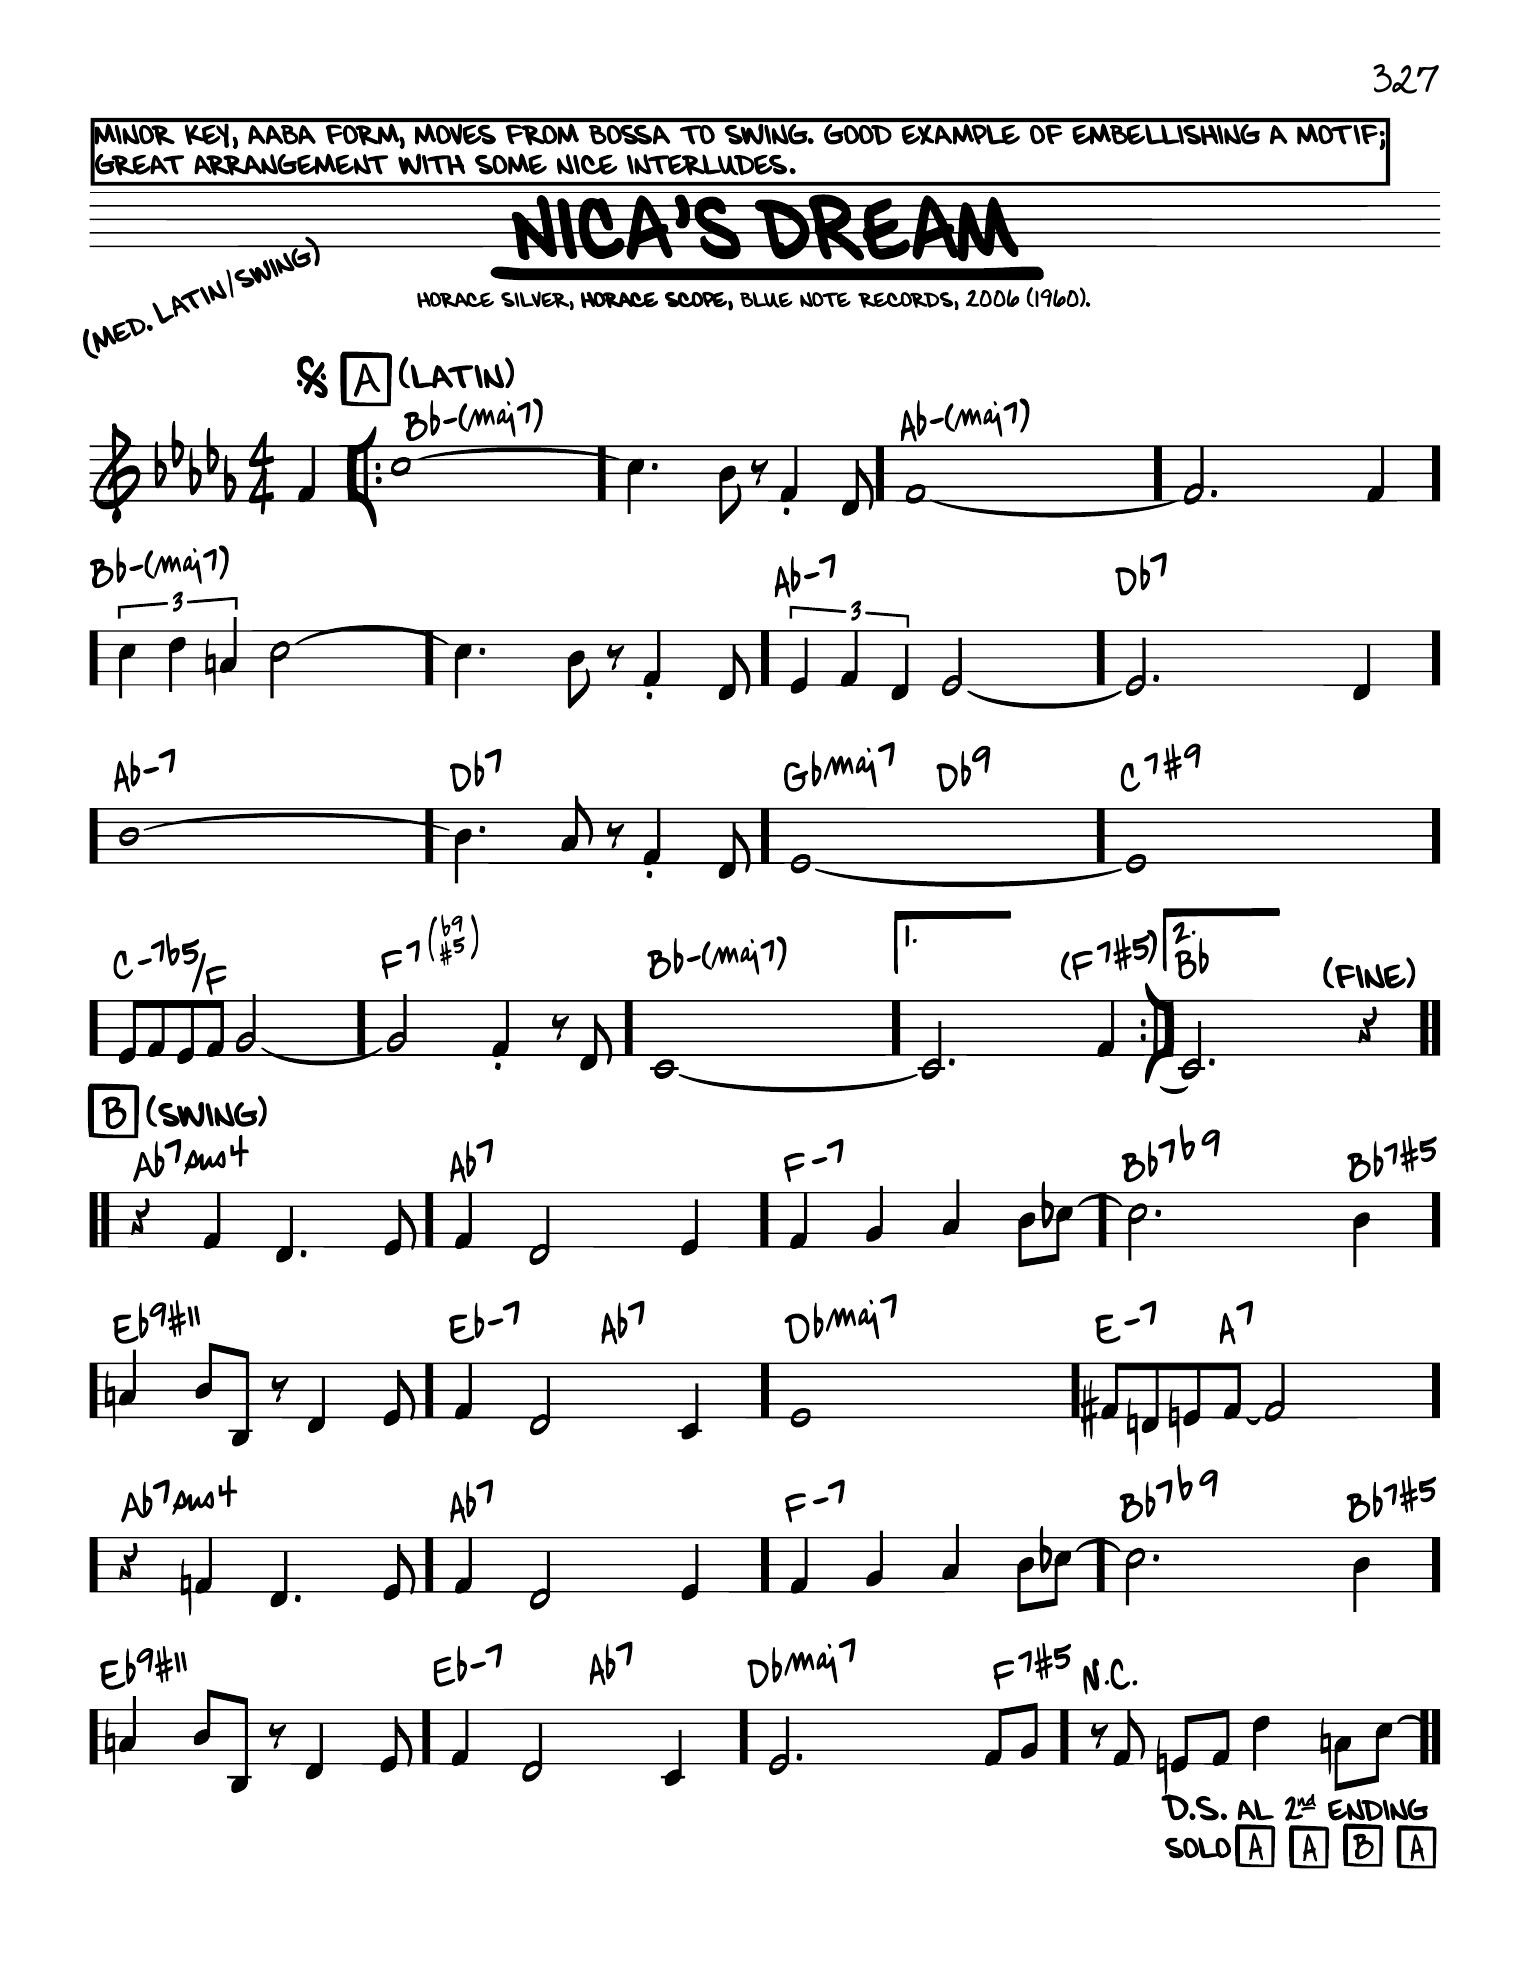 327
MINOR KEY, AABA FORM, MOVES FROM BOSSA TO SWING. GOOD EXAMPLE OF EMBELLISHING A MOTIF;
GREAT ARRANGEMENT WITH SOME NICE INTERLUDES.
NICA'S DREAM
(MED. LATIN/SWING)
HORACE SILVER, HORACE SCOPE, BLUE NOTE RECORDS, 2006 (1960).
A (LATIN)
Bb-(maj7) Ab-(maj7)
4
4
Bb-(maj7) Ab-7 Db7
3 3
Ab-7 Db7 Gbmaj7 Db9 C7#9
C-7b5/F F7(b9#5) Bb-(maj7) 1. (F7#5) 2. Bb (FINE)
B (SWING)
Ab7sus4 Ab7 F-7 Bb7b9 Bb7#5
Eb9#11 Eb-7 Ab7 Dbmaj7 E-7 A7
Ab7sus4 Ab7 F-7 Bb7b9 Bb7#5
Eb9#11 Eb-7 Ab7 Dbmaj7 F7#5 N.C.
D.S. AL 2nd ENDING
SOLO A A B A